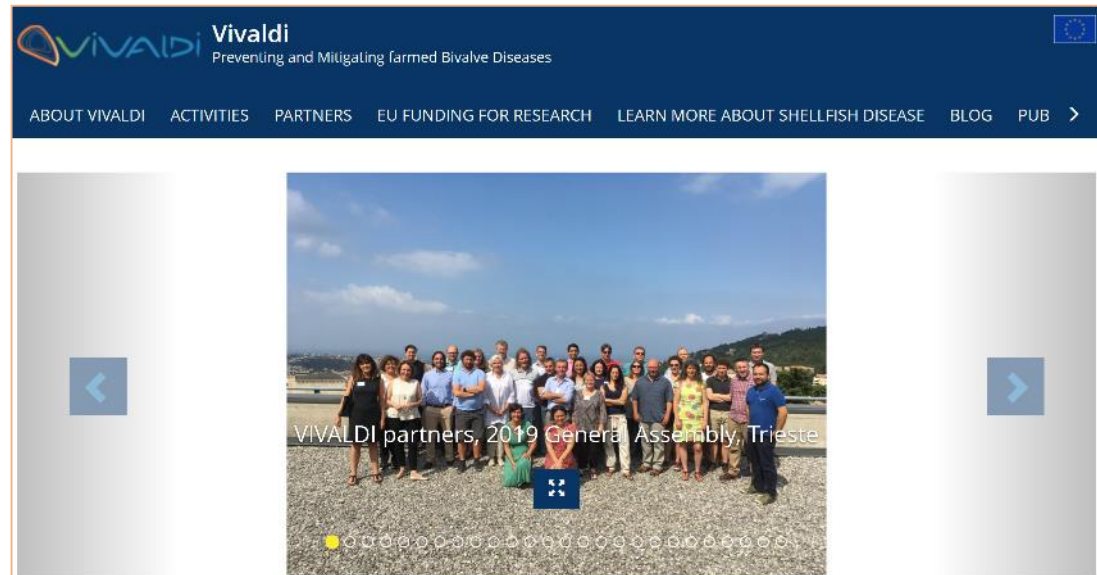 ViVALDi
Vivaldi
Preventing and Mitigating farmed Bivalve Diseases
ABOUT VIVALDI ACTIVITIES PARTNERS EU FUNDING FOR RESEARCH LEARN MORE ABOUT SHELLFISH DISEASE BLOG PUB
VIVALDI partners, 2019 General Assembly, Trieste